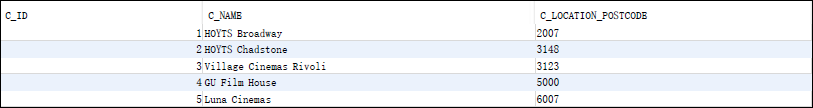 C_ID C_NAME C_LOCATION_POSTCODE
1 HOYTS Broadway 2007
2 HOYTS Chadstone 3148
3 Village Cinemas Rivoli 3123
4 GU Film House 5000
5 Luna Cinemas 6007